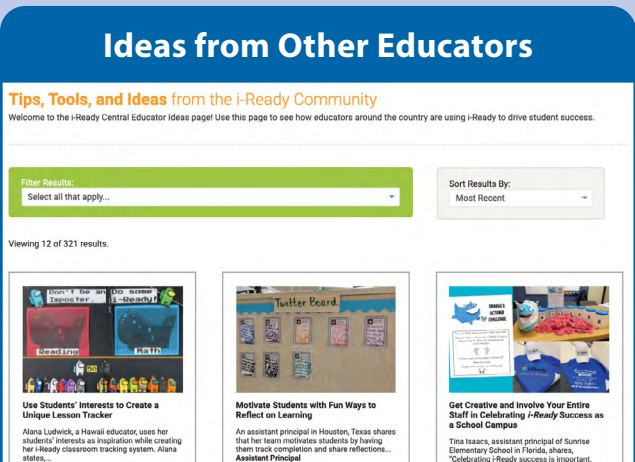 Ideas from Other Educators
Tips, Tools, and Ideas from the i-Ready Community
Welcome to the i-Ready Central Educator Ideas page! Use this page to see how educators around the country are using i-Ready to drive student success.
Filter Results:
Select all that apply...
Sort Results By:
Most Recent
Viewing 12 of 321 results.
Don't be an Imposter.
Do some i-Ready!
Reading
Math
50
Use Students' Interests to Create a
Unique Lesson Tracker
Alana Ludwick, a Hawaii educator, uses her
students' interests as inspiration while creating
her i-Ready classroom tracking system. Alana
states,...
Twitter Board
Motivate Students with Fun Ways to
Reflect on Learning
An assistant principal in Houston, Texas shares
that her team motivates students by having
them track completion and share reflections...
Assistant Principal
OCTOBER
CHALLENGE
Get Creative and Involve Your Entire
Staff in Celebrating i-Ready Success as
a School Campus
Tina Isaacs, assistant principal of Sunrise
Elementary School in Florida, shares,
"Celebrating i-Ready success is important.